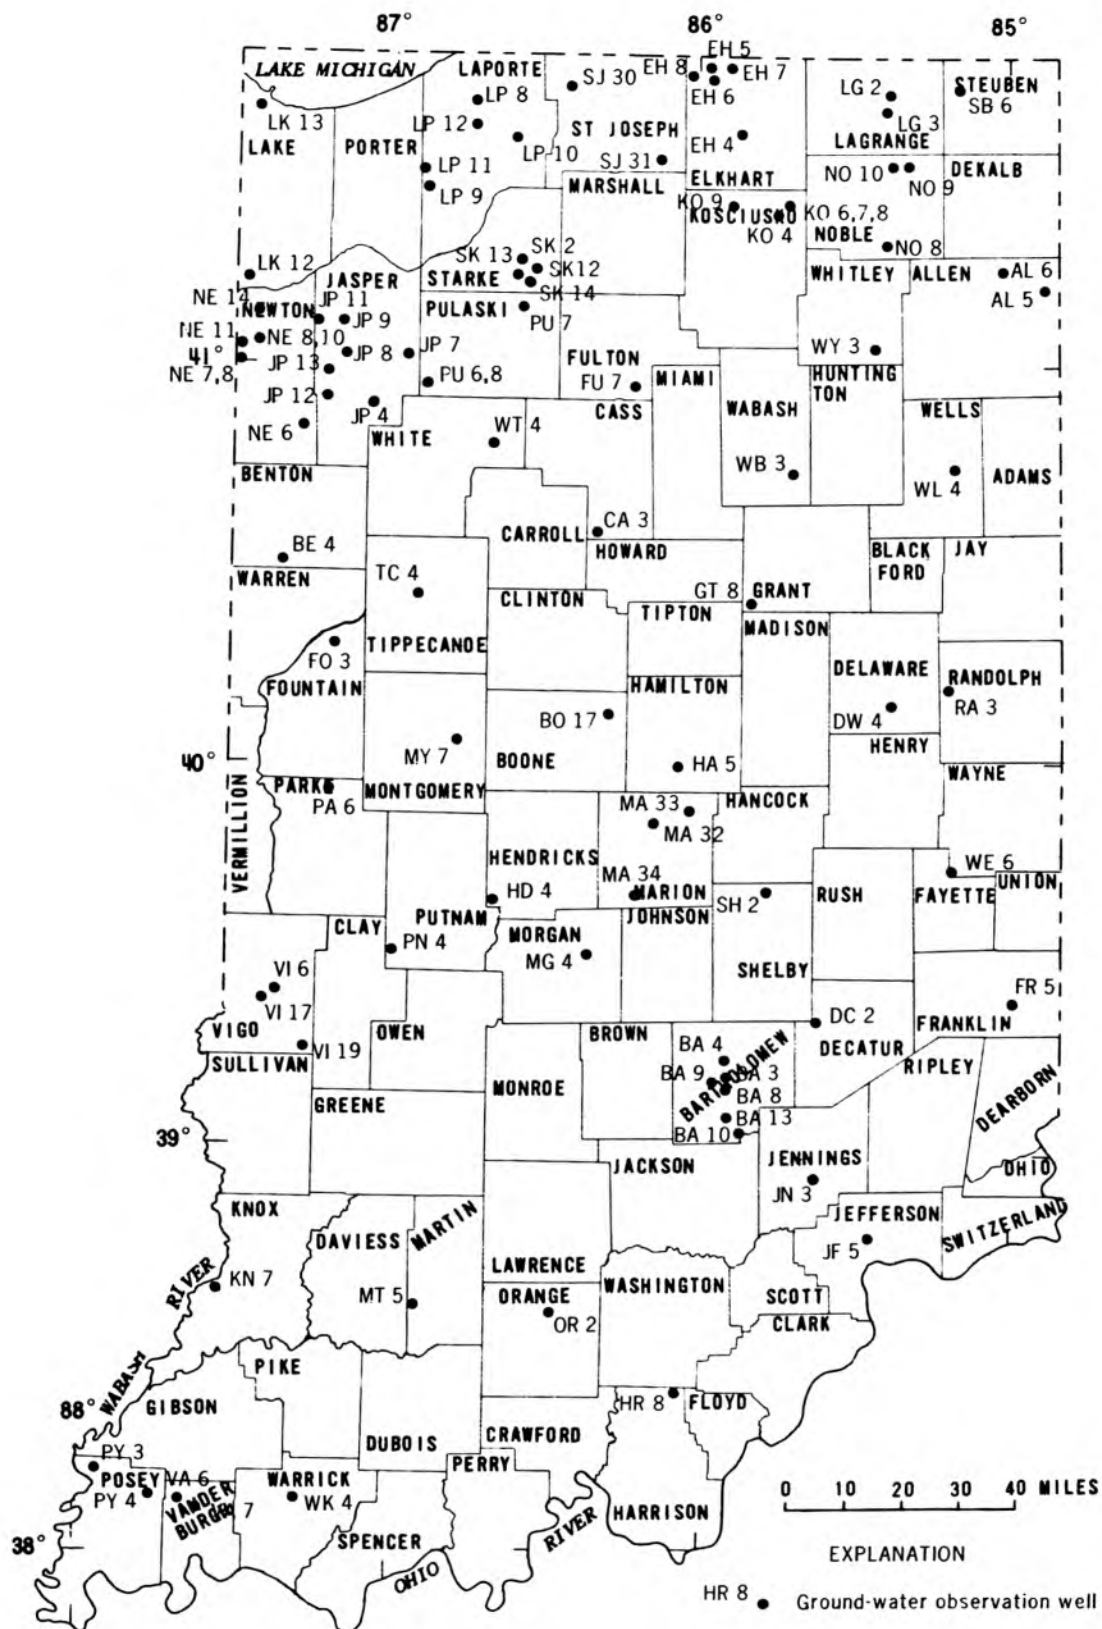 87° 86° 85°
LAKE MICHIGAN
LAPORTE
LP 8
SJ 30
EH 5
EH 8
EH 7
EH 6
LG 2
STEUBEN
SB 6
LK 13
LAKE
PORTER
LP 12
LP 10
ST JOSEPH
EH 4
LG 3
LAGRANGE
LP 11
SJ 31
ELKHART
NO 10
NO 9
DEKALB
LP 9
MARSHALL
KO 9
KOSCIUSKO
KO 6,7,8
KO 4
NOBLE
NO 8
LK 12
JASPER
SK 13
SK 2
SK12
STARKE
SK 14
WHITLEY
ALLEN
AL 6
AL 5
NE 14
NEWTON
JP 11
JP 9
PULASKI
PU 7
NE 11
NE 8,10
41°
JP 13
JP 8
JP 7
FULTON
WY 3
NE 7,8
PU 6,8
FU 7
MIAMI
HUNTING
TON
JP 12
JP 4
CASS
WABASH
WELLS
NE 6
WHITE
WT 4
BENTON
WB 3
WL 4
ADAMS
CA 3
CARROLL
HOWARD
BLACK
FORD
JAY
BE 4
WARREN
TC 4
CLINTON
GT 8
GRANT
TIPTON
MADISON
TIPPECANOE
FO 3
FOUNTAIN
DELAWARE
HAMILTON
RANDOLPH
RA 3
BO 17
DW 4
MY 7
BOONE
HENRY
40°
HA 5
WAYNE
PARKE
PA 6
MONTGOMERY
MA 33
MA 32
HANCOCK
VERMILLION
HENDRICKS
WE 6
MA 34
MARION
HD 4
SH 2
RUSH
FAYETTE
UNION
PUTNAM
CLAY
JOHNSON
MORGAN
PN 4
MG 4
SHELBY
VI 6
VI 17
FR 5
VIGO
OWEN
BROWN
DC 2
FRANKLIN
VI 19
SULLIVAN
BA 4
BARTHOLOMEW
DECATUR
RIPLEY
BA 9
BA 3
MONROE
BA 8
DEARBORN
GREENE
BA 13
39°
BA 10
JACKSON
JENNINGS
OHIO
JN 3
KNOX
MARTIN
JEFFERSON
SWITZERLAND
DAVIESS
JF 5
LAWRENCE
WASHINGTON
KN 7
MT 5
ORANGE
OR 2
SCOTT
CLARK
WABASH RIVER
PIKE
88°
GIBSON
HR 8
FLOYD
DUBOIS
CRAWFORD
PY 3
POSEY
VA 6
WARRICK
PERRY
PY 4
VANDER
BURGH
7
WK 4
HARRISON
0 10 20 30 40 MILES
38°
SPENCER
OHIO RIVER
EXPLANATION
HR 8 Ground-water observation well